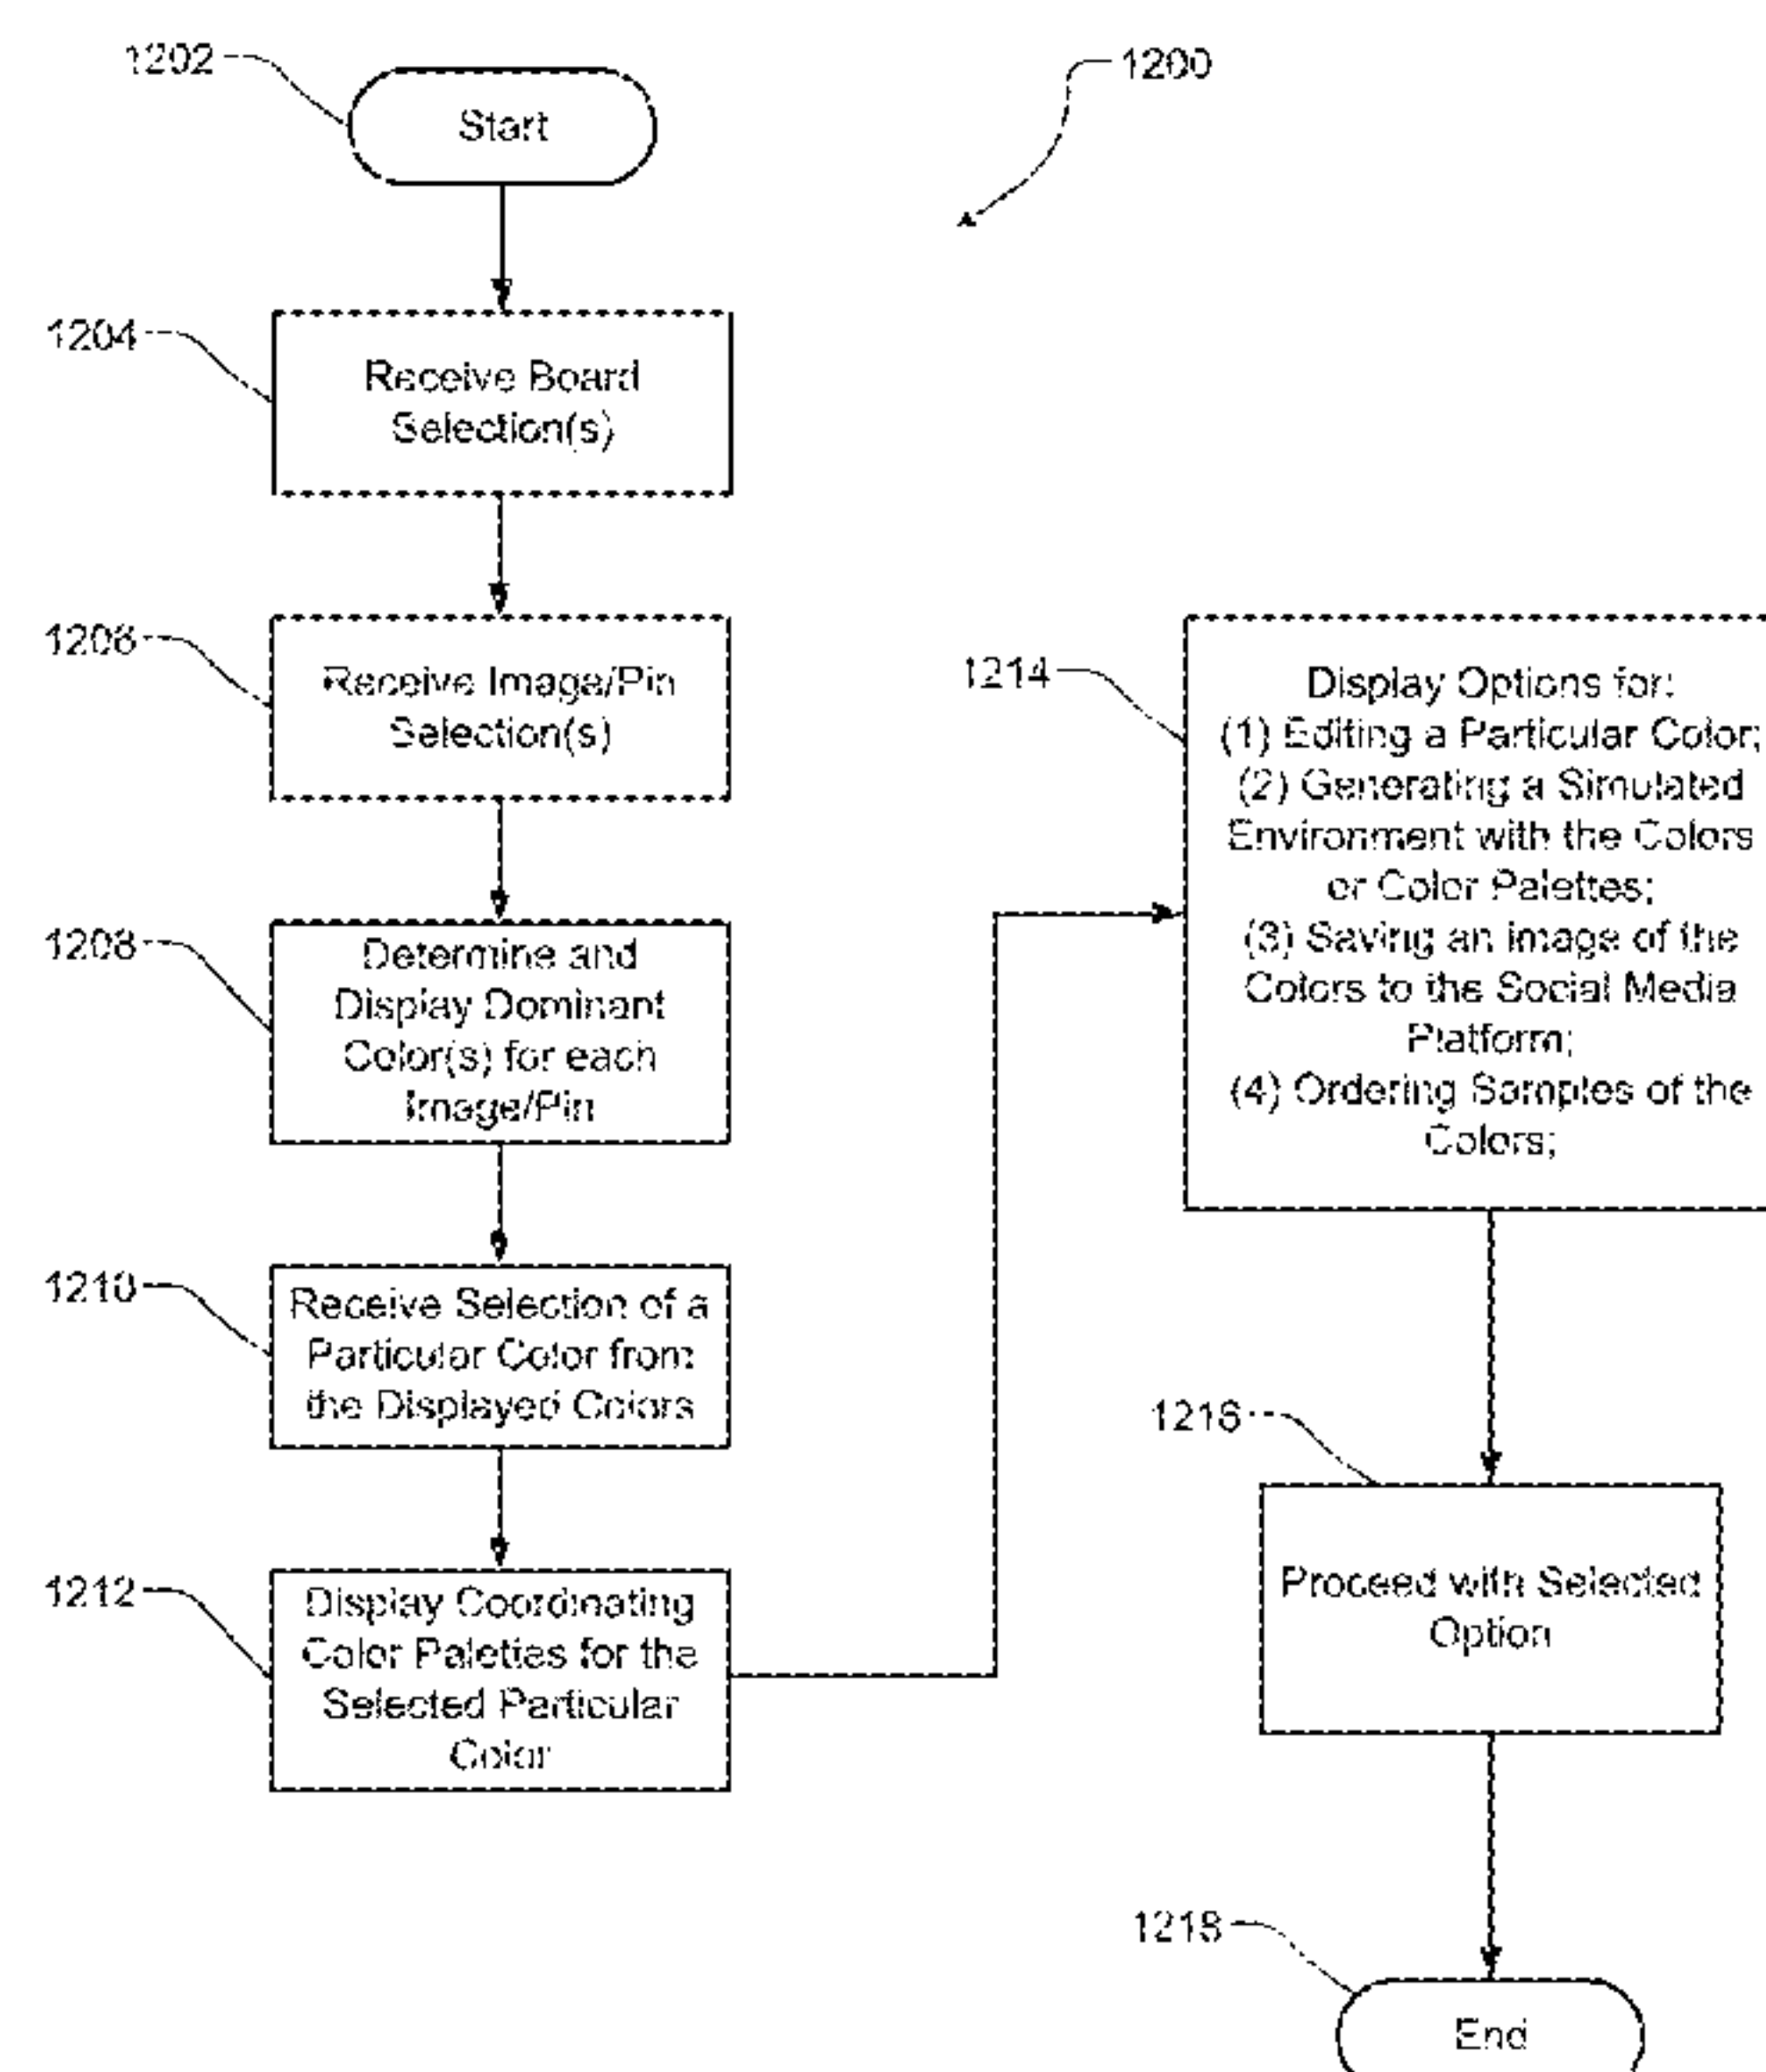 1202
Start
1200
1204
Receive Board
Selection(s)
1206
Receive Image/Pin
Selection(s)
1208
Determine and
Display Dominant
Color(s) for each
Image/Pin
1210
Receive Selection of a
Particular Color from
the Displayed Colors
1212
Display Coordinating
Color Palettes for the
Selected Particular
Color
1214
Display Options for:
(1) Editing a Particular Color;
(2) Generating a Simulated
Environment with the Colors
or Color Palettes;
(3) Saving an image of the
Colors to the Social Media
Platform;
(4) Ordering Samples of the
Colors;
1216
Proceed with Selected
Option
1218
End